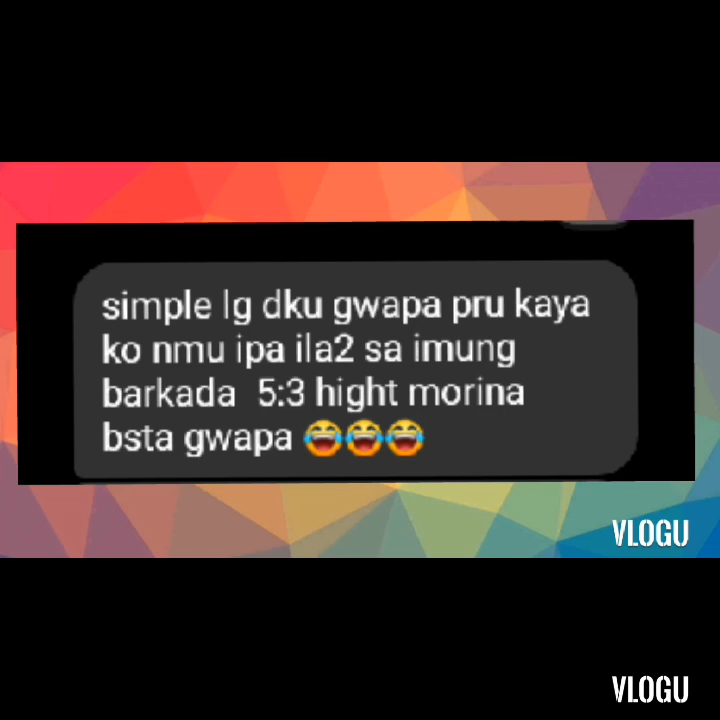 simple lg dku gwapa pru kaya
ko nmu ipa ila2 sa imung
barkada 5:3 hight morina
bsta gwapa 😂😂😂
VLOGU
VLOGU